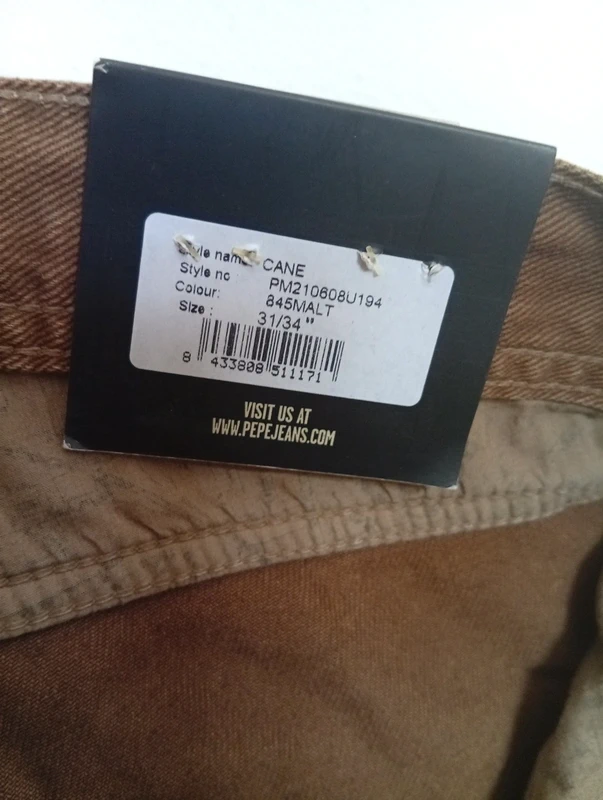 Style name CANE
Style no PM210608U194
Colour: 845MALT
Size : 31/34"
8 433808 511171
VISIT US AT
WWW.PEPEJEANS.COM